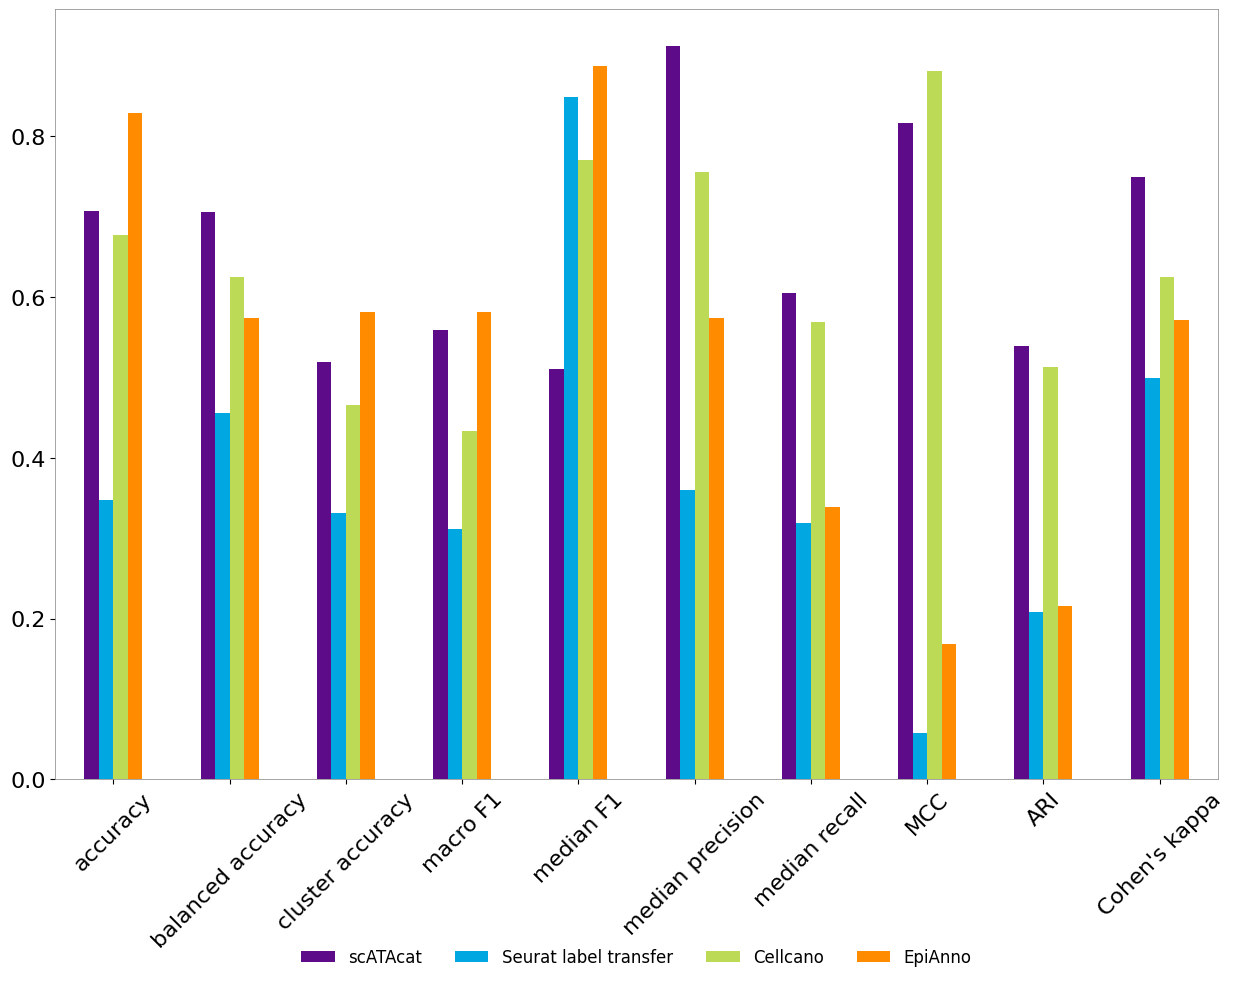 0.8
0.6
0.4
0.2
0.0
accuracy
balanced accuracy
cluster accuracy
macro F1
median F1
median precision
median recall
MCC
ARI
Cohen's kappa
scATAcat Seurat label transfer Cellcano EpiAnno